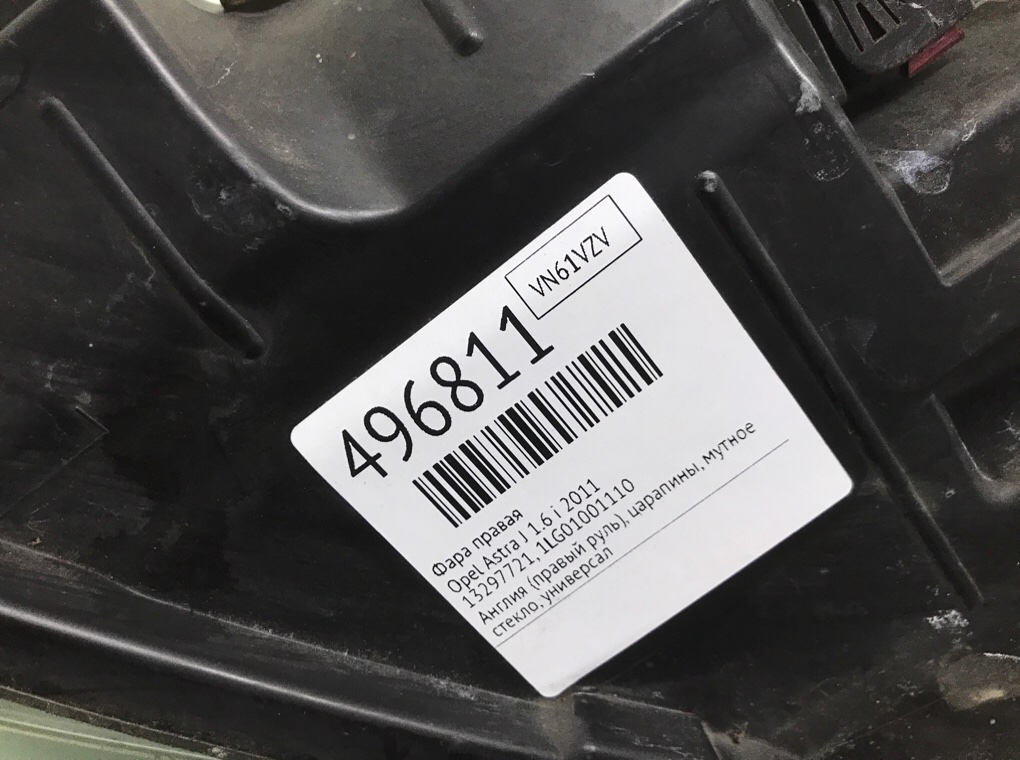 VN61VZV
496811
Фара правая
Opel Astra J 1.6 i 2011
13297721, 1LG01001110
Англия (правый руль), царапины, мутное
стекло, универсал